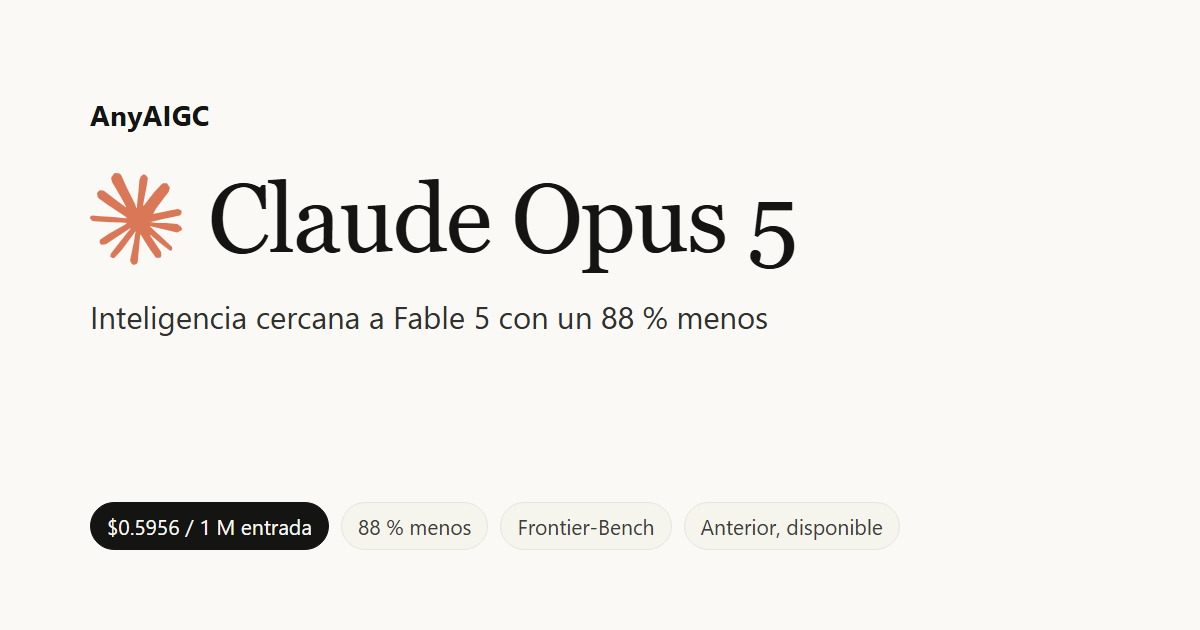 AnyAIGC
Claude Opus 5
Inteligencia cercana a Fable 5 con un 88 % menos
$0.5956 / 1 M entrada
88 % menos
Frontier-Bench
Anterior, disponible